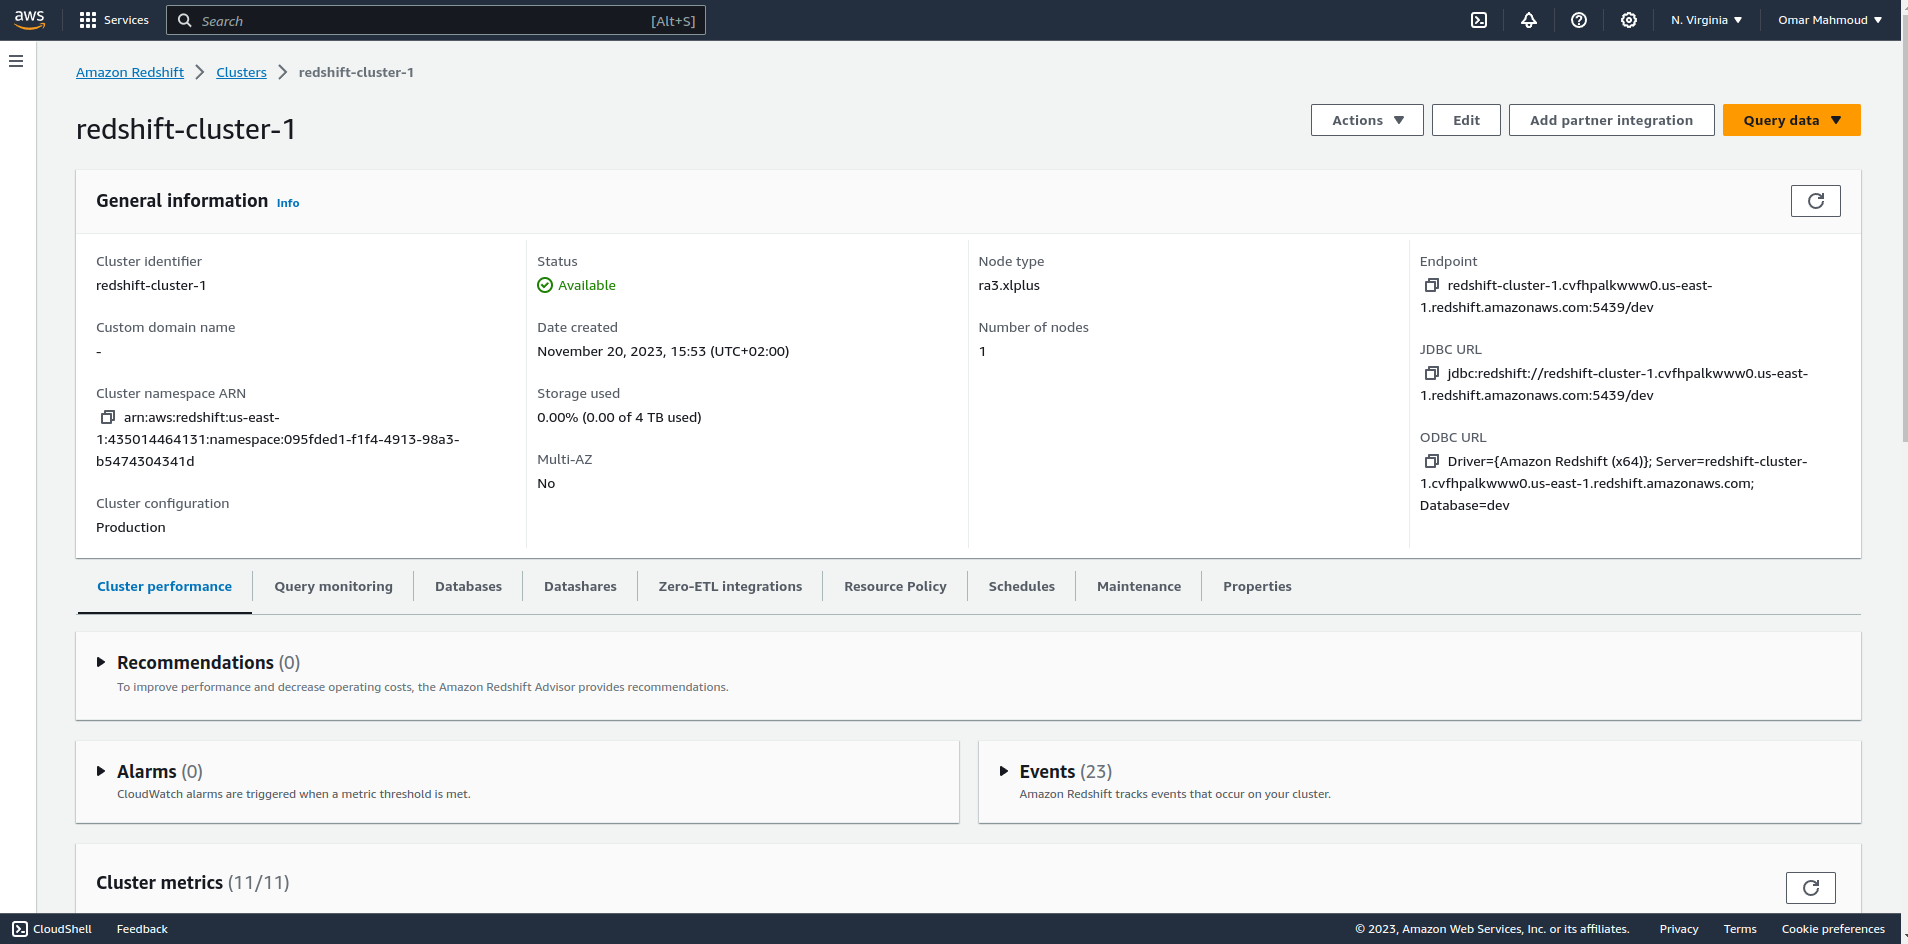 aws
Services
Search
[Alt+S]
N. Virginia
Omar Mahmoud
Amazon Redshift
Clusters
redshift-cluster-1
redshift-cluster-1
Actions
Edit
Add partner integration
Query data
General information
Info
Cluster identifier
redshift-cluster-1
Custom domain name
-
Cluster namespace ARN
arn:aws:redshift:us-east-
1:435014464131:namespace:095fded1-f1f4-4913-98a3-
b5474304341d
Cluster configuration
Production
Status
Available
Date created
November 20, 2023, 15:53 (UTC+02:00)
Storage used
0.00% (0.00 of 4 TB used)
Multi-AZ
No
Node type
ra3.xlplus
Number of nodes
1
Endpoint
redshift-cluster-1.cvfhpalkwww0.us-east-
1.redshift.amazonaws.com:5439/dev
JDBC URL
jdbc:redshift://redshift-cluster-1.cvfhpalkwww0.us-east-
1.redshift.amazonaws.com:5439/dev
ODBC URL
Driver={Amazon Redshift (x64)}; Server=redshift-cluster-
1.cvfhpalkwww0.us-east-1.redshift.amazonaws.com;
Database=dev
Cluster performance
Query monitoring
Databases
Datashares
Zero-ETL integrations
Resource Policy
Schedules
Maintenance
Properties
Recommendations (0)
To improve performance and decrease operating costs, the Amazon Redshift Advisor provides recommendations.
Alarms (0)
CloudWatch alarms are triggered when a metric threshold is met.
Events (23)
Amazon Redshift tracks events that occur on your cluster.
Cluster metrics (11/11)
CloudShell
Feedback
© 2023, Amazon Web Services, Inc. or its affiliates.
Privacy
Terms
Cookie preferences